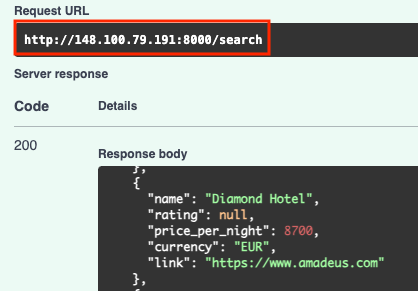 Request URL
http://148.100.79.191:8000/search
Server response
Code Details
200
Response body
},
{
"name": "Diamond Hotel",
"rating": null,
"price_per_night": 8700,
"currency": "EUR",
"link": "https://www.amadeus.com"
},
{